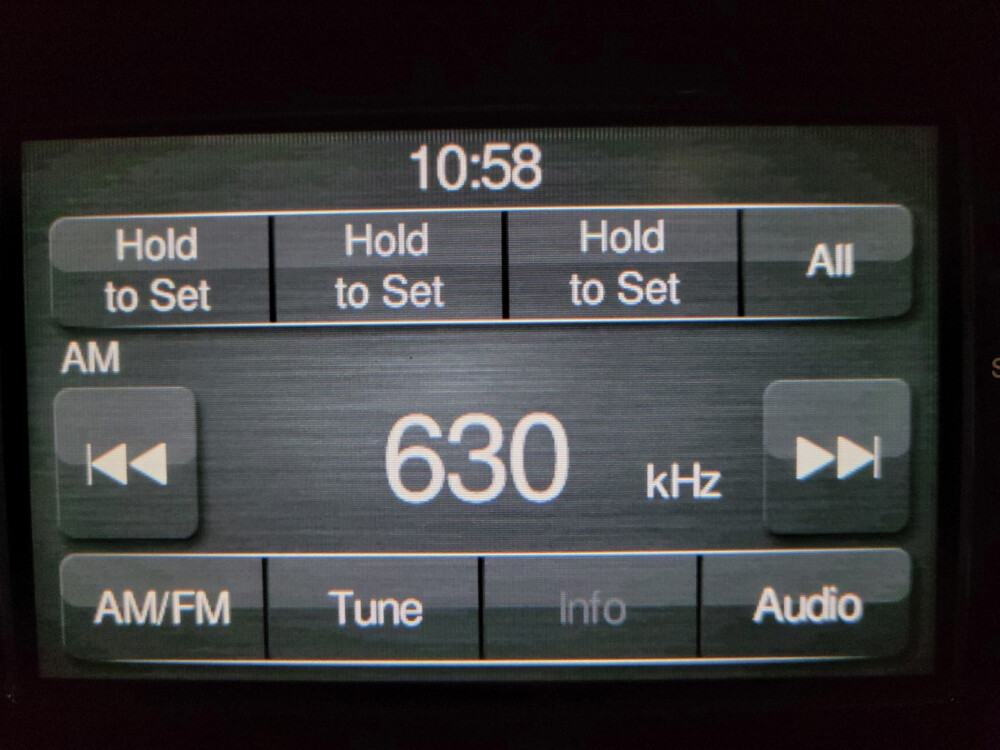 10:58
Hold to Set
Hold to Set
Hold to Set
All
AM
630 kHz
AM/FM
Tune
Info
Audio